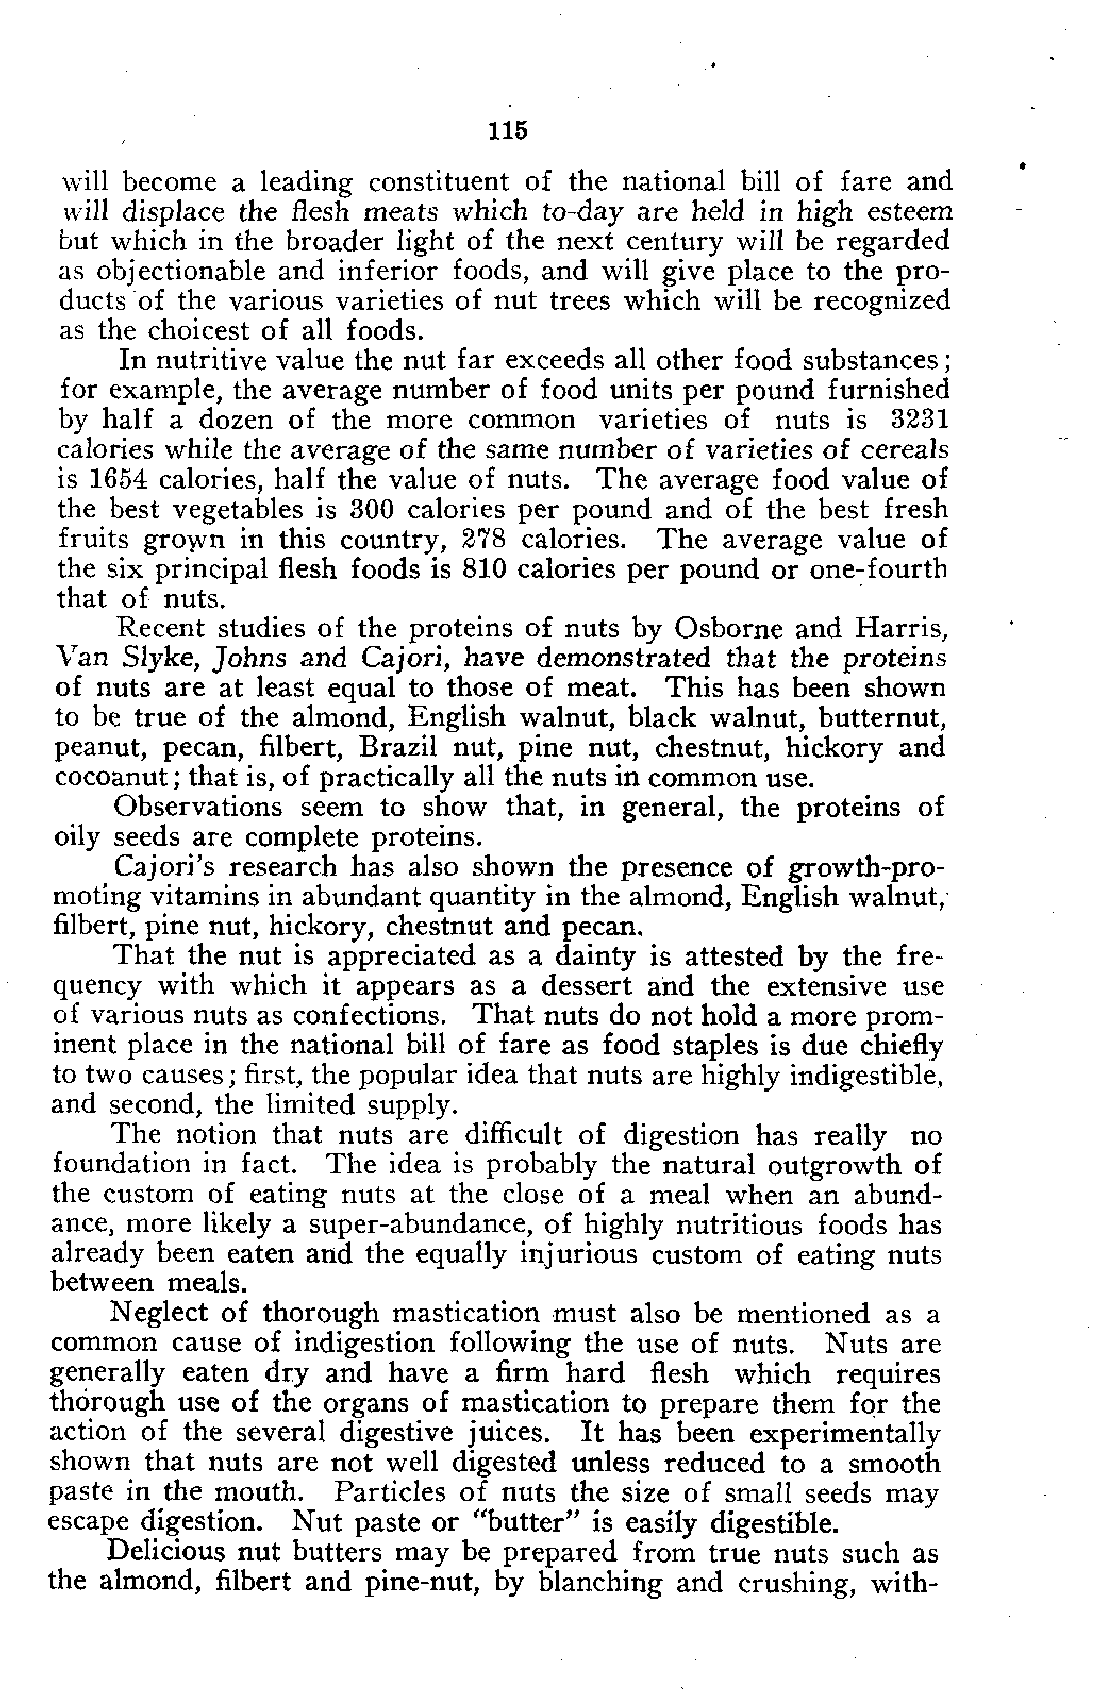 115
will become a leading constituent of the national bill of fare and
will displace the flesh meats which to-day are held in high esteem
but which in the broader light of the next century will be regarded
as objectionable and inferior foods, and will give place to the pro-
ducts of the various varieties of nut trees which will be recognized
as the choicest of all foods.
In nutritive value the nut far exceeds all other food substances;
for example, the average number of food units per pound furnished
by half a dozen of the more common varieties of nuts is 3231
calories while the average of the same number of varieties of cereals
is 1654 calories, half the value of nuts. The average food value of
the best vegetables is 300 calories per pound and of the best fresh
fruits grown in this country, 278 calories. The average value of
the six principal flesh foods is 810 calories per pound or one-fourth
that of nuts.
Recent studies of the proteins of nuts by Osborne and Harris,
Van Slyke, Johns and Cajori, have demonstrated that the proteins
of nuts are at least equal to those of meat. This has been shown
to be true of the almond, English walnut, black walnut, butternut,
peanut, pecan, filbert, Brazil nut, pine nut, chestnut, hickory and
cocoanut; that is, of practically all the nuts in common use.
Observations seem to show that, in general, the proteins of
oily seeds are complete proteins.
Cajori's research has also shown the presence of growth-pro-
moting vitamins in abundant quantity in the almond, English walnut,
filbert, pine nut, hickory, chestnut and pecan.
That the nut is appreciated as a dainty is attested by the fre-
quency with which it appears as a dessert and the extensive use
of various nuts as confections. That nuts do not hold a more prom-
inent place in the national bill of fare as food staples is due chiefly
to two causes; first, the popular idea that nuts are highly indigestible,
and second, the limited supply.
The notion that nuts are difficult of digestion has really no
foundation in fact. The idea is probably the natural outgrowth of
the custom of eating nuts at the close of a meal when an abund-
ance, more likely a super-abundance, of highly nutritious foods has
already been eaten and the equally injurious custom of eating nuts
between meals.
Neglect of thorough mastication must also be mentioned as a
common cause of indigestion following the use of nuts. Nuts are
generally eaten dry and have a firm hard flesh which requires
thorough use of the organs of mastication to prepare them for the
action of the several digestive juices. It has been experimentally
shown that nuts are not well digested unless reduced to a smooth
paste in the mouth. Particles of nuts the size of small seeds may
escape digestion. Nut paste or "butter" is easily digestible.
Delicious nut butters may be prepared from true nuts such as
the almond, filbert and pine-nut, by blanching and crushing, with-